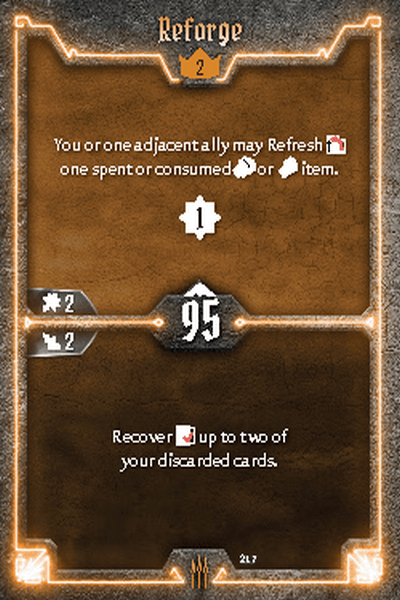 Reforge
2
You or one adjacent ally may Refresh
one spent or consumed or item.
1
2
95
2
Recover up to two of
your discarded cards.
217